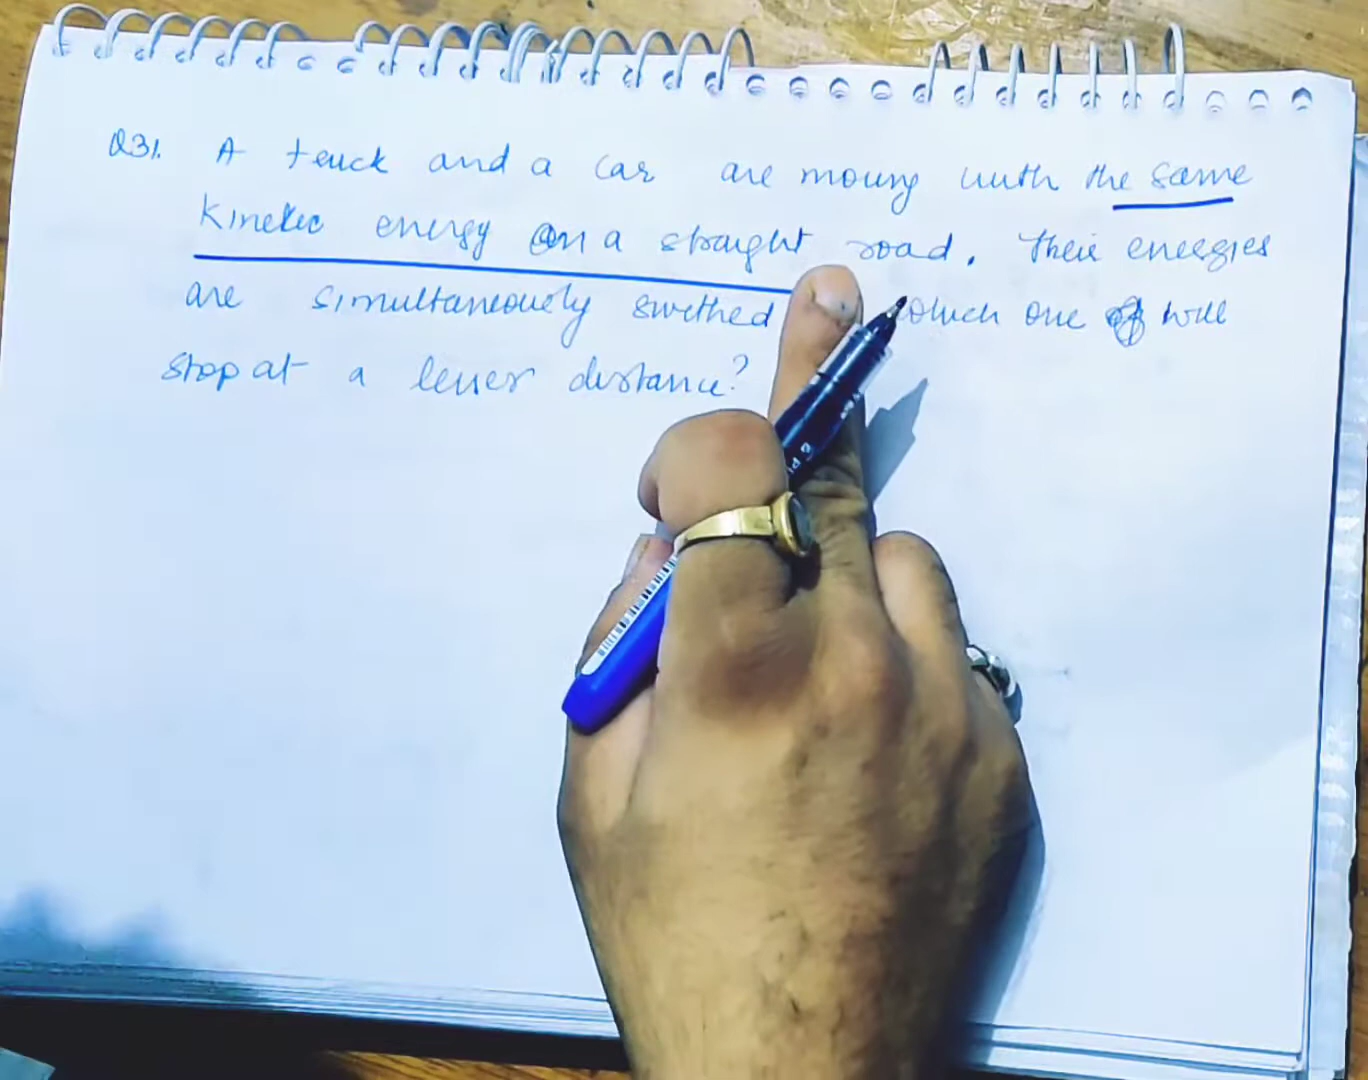 Q31. A truck and a car are moving with the same
Kinetic energy on a straight road. Their energies
are simultaneously swithed which one will
stop at a lesser distance?